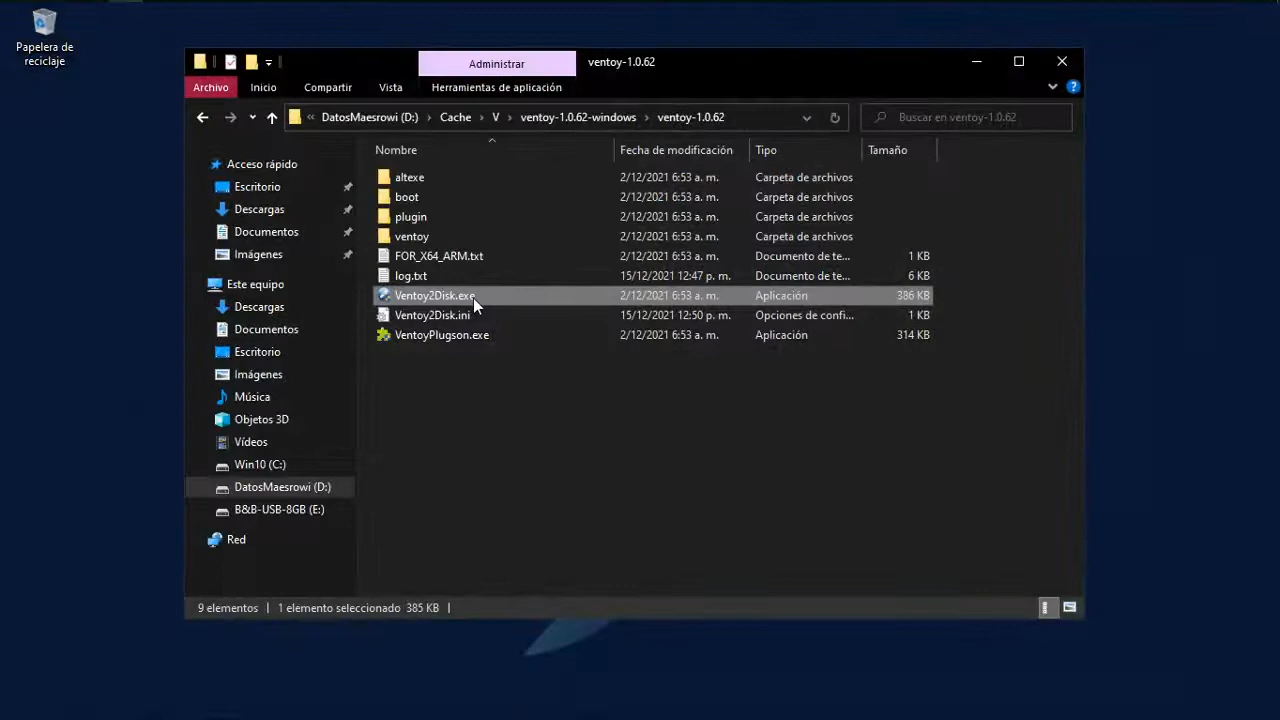 Papelera de
reciclaje
Administrar
ventoy-1.0.62
Archivo
Inicio
Compartir
Vista
Herramientas de aplicación
?
« DatosMaesrowi (D:) > Cache > V > ventoy-1.0.62-windows > ventoy-1.0.62
Buscar en ventoy-1.0.62
Acceso rápido
Escritorio
Descargas
Documentos
Imágenes
Este equipo
Descargas
Documentos
Escritorio
Imágenes
Música
Objetos 3D
Vídeos
Win10 (C:)
DatosMaesrowi (D:)
B&B-USB-8GB (E:)
Red
Nombre Fecha de modificación Tipo Tamaño
altexe 2/12/2021 6:53 a. m. Carpeta de archivos
boot 2/12/2021 6:53 a. m. Carpeta de archivos
plugin 2/12/2021 6:53 a. m. Carpeta de archivos
ventoy 2/12/2021 6:53 a. m. Carpeta de archivos
FOR_X64_ARM.txt 2/12/2021 6:53 a. m. Documento de te... 1 KB
log.txt 15/12/2021 12:47 p. m. Documento de te... 6 KB
Ventoy2Disk.exe 2/12/2021 6:53 a. m. Aplicación 386 KB
Ventoy2Disk.ini 15/12/2021 12:50 p. m. Opciones de confi... 1 KB
VentoyPlugson.exe 2/12/2021 6:53 a. m. Aplicación 314 KB
9 elementos | 1 elemento seleccionado 385 KB |